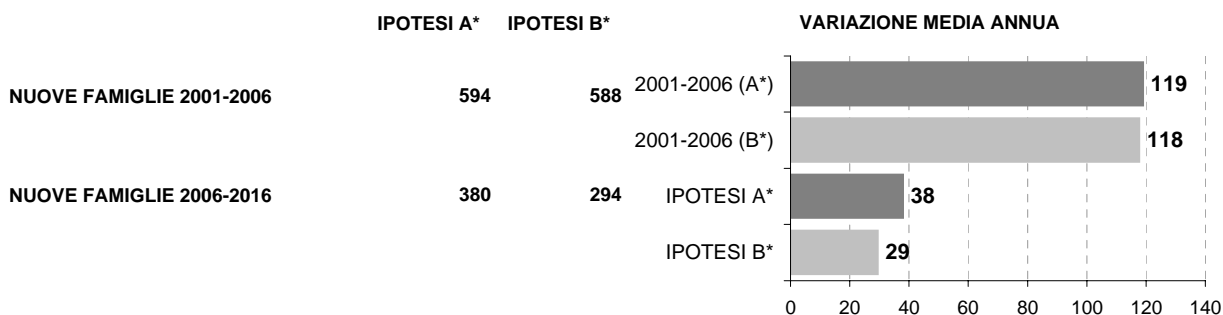 IPOTESI A* IPOTESI B* VARIAZIONE MEDIA ANNUA
NUOVE FAMIGLIE 2001-2006 594 588
2001-2006 (A*) 119
2001-2006 (B*) 118
NUOVE FAMIGLIE 2006-2016 380 294
IPOTESI A* 38
IPOTESI B* 29
0 20 40 60 80 100 120 140